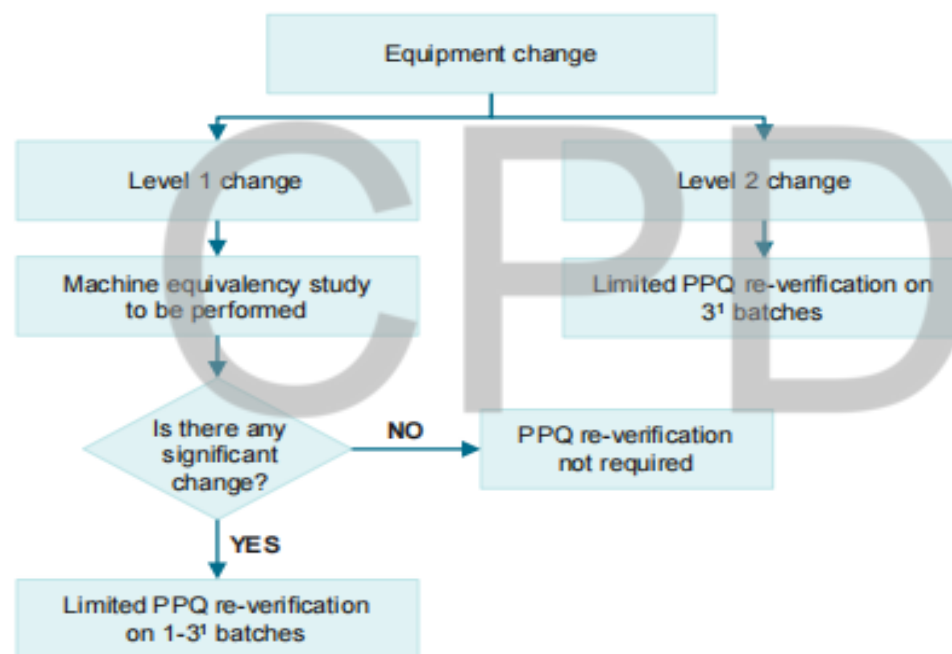 Equipment change
Level 1 change
Level 2 change
Machine equivalency study
to be performed
Limited PPQ re-verification on
3¹ batches
Is there any
significant
change?
NO
PPQ re-verification
not required
YES
Limited PPQ re-verification
on 1-3¹ batches
CPD